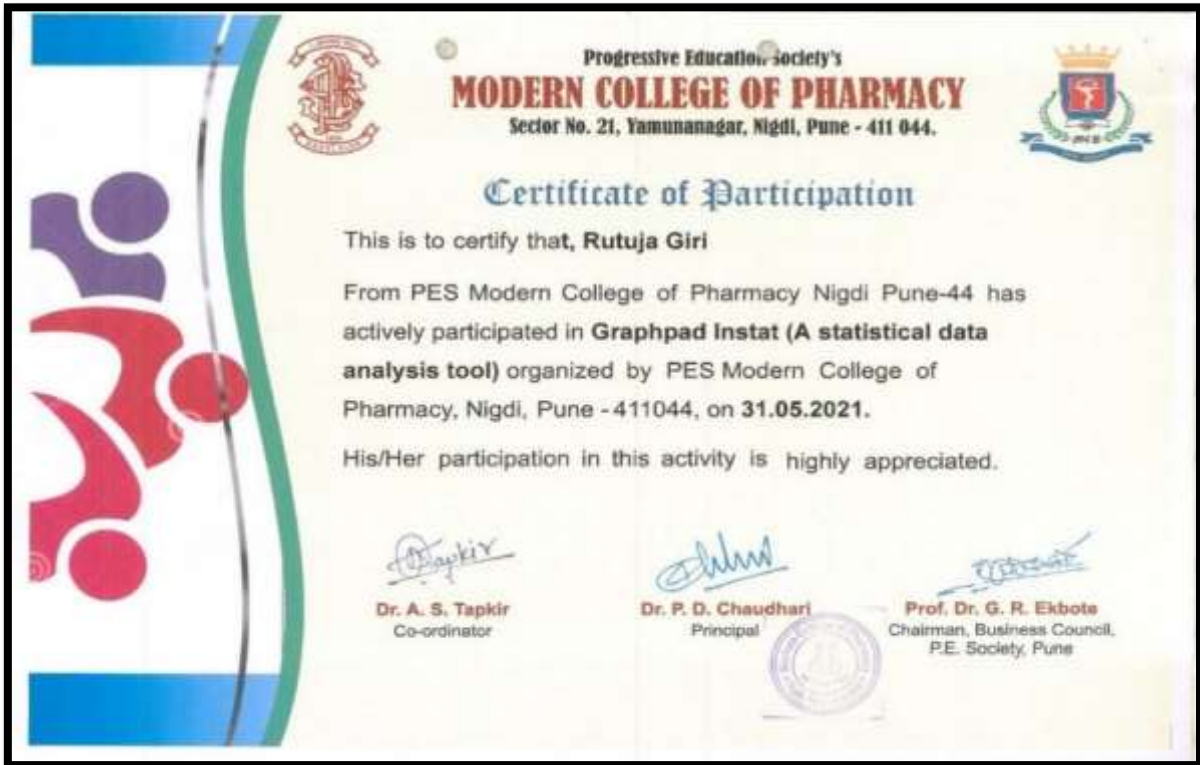 Progressive Education Society's
MODERN COLLEGE OF PHARMACY
Sector No. 21, Yamunanagar, Nigdi, Pune - 411 044.
Certificate of Participation
This is to certify that, Rutuja Giri
From PES Modern College of Pharmacy Nigdi Pune-44 has
actively participated in Graphpad Instat (A statistical data
analysis tool) organized by PES Modern College of
Pharmacy, Nigdi, Pune - 411044, on 31.05.2021.
His/Her participation in this activity is highly appreciated.
Dr. A. S. Tapkir
Co-ordinator
Dr. P. D. Chaudhari
Principal
Prof. Dr. G. R. Ekbote
Chairman, Business Council,
P.E. Society, Pune